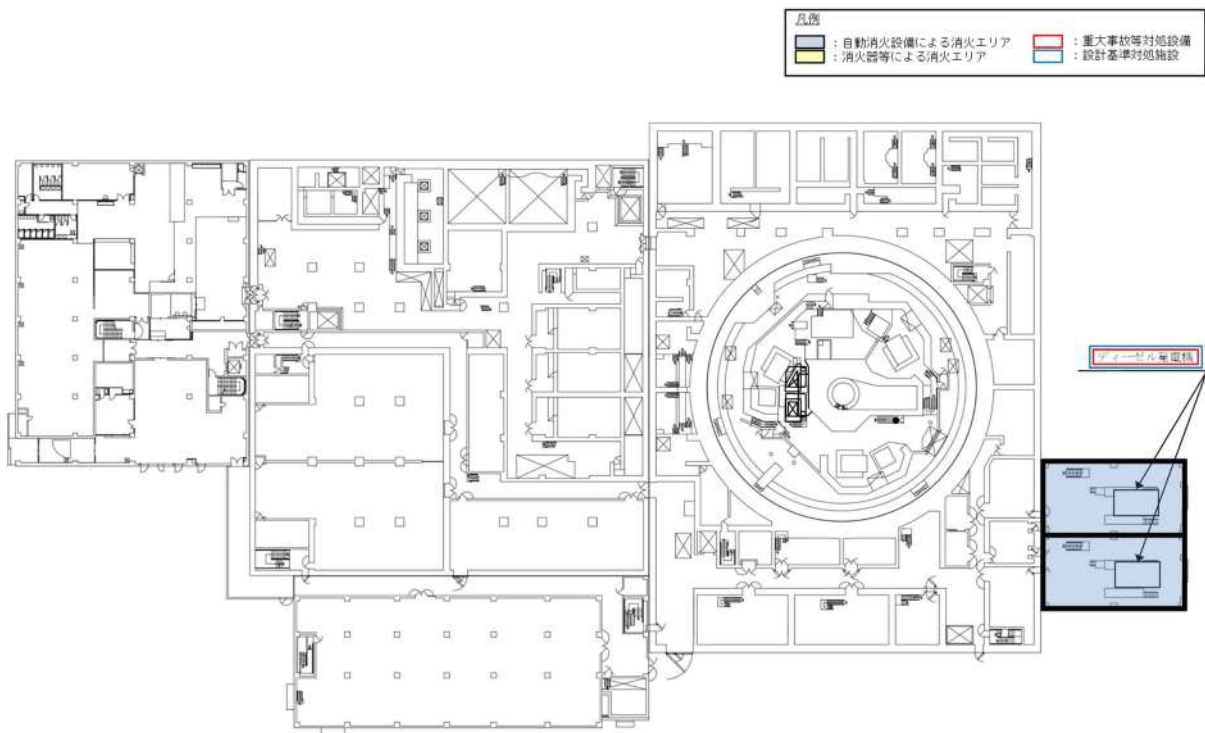 凡例
：自動消火設備による消火エリア
：消火器等による消火エリア
：重大事故等対処設備
：設計基準対処施設
ディーゼル発電機